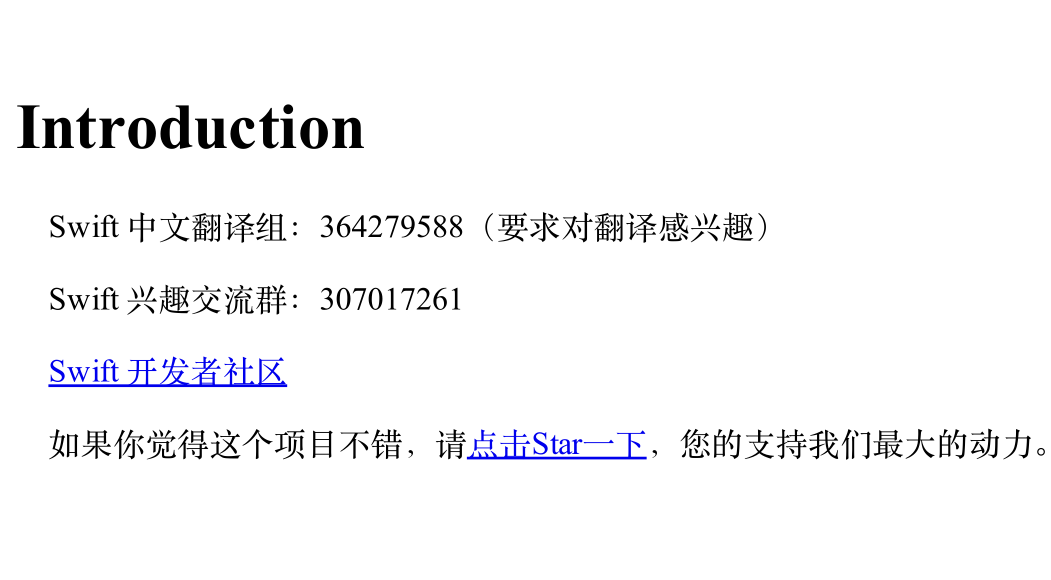 Introduction
Swift 中文翻译组：364279588（要求对翻译感兴趣）
Swift 兴趣交流群：307017261
Swift 开发者社区
如果你觉得这个项目不错，请点击Star一下，您的支持我们最大的动力。